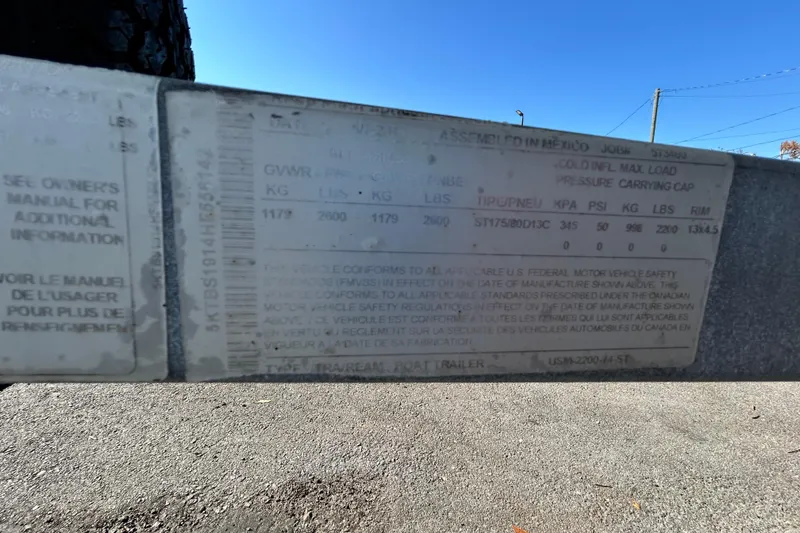 LBS
LBS
SEE OWNER'S
MANUAL FOR
ADDITIONAL
INFORMATION
VOIR LE MANUEL
DE L'USAGER
POUR PLUS DE
RENSEIGNEMEN
ASSEMBLED IN MEXICO JOB#
COLD INFL. MAX. LOAD
GVWR PRESSURE CARRYING CAP
KG LBS KG LBS TIRE/PNEU KPA PSI KG LBS RIM
1179 2600 1179 2600 ST175/80D13C 345 50 998 2200 13x4.5
0 0 0 0
THIS VEHICLE CONFORMS TO ALL APPLICABLE U.S. FEDERAL MOTOR VEHICLE SAFETY
STANDARDS (FMVSS) IN EFFECT ON THE DATE OF MANUFACTURE SHOWN ABOVE. THIS
CONFORMS TO ALL APPLICABLE STANDARDS PRESCRIBED UNDER THE CANADIAN
MOTOR VEHICLE SAFETY REGULATIONS IN EFFECT ON THE DATE OF MANUFACTURE SHOWN
ABOVE. CE VEHICULE EST CONFORME A TOUTES LES NORMES QUI LUI SONT APPLICABLES
EN VERTU DU REGLEMENT SUR LA SECURITE DES VEHICULES AUTOMOBILES DU CANADA EN
VIGUEUR A LA DATE DE SA FABRICATION
TYPE TRA/REAM, BOAT TRAILER